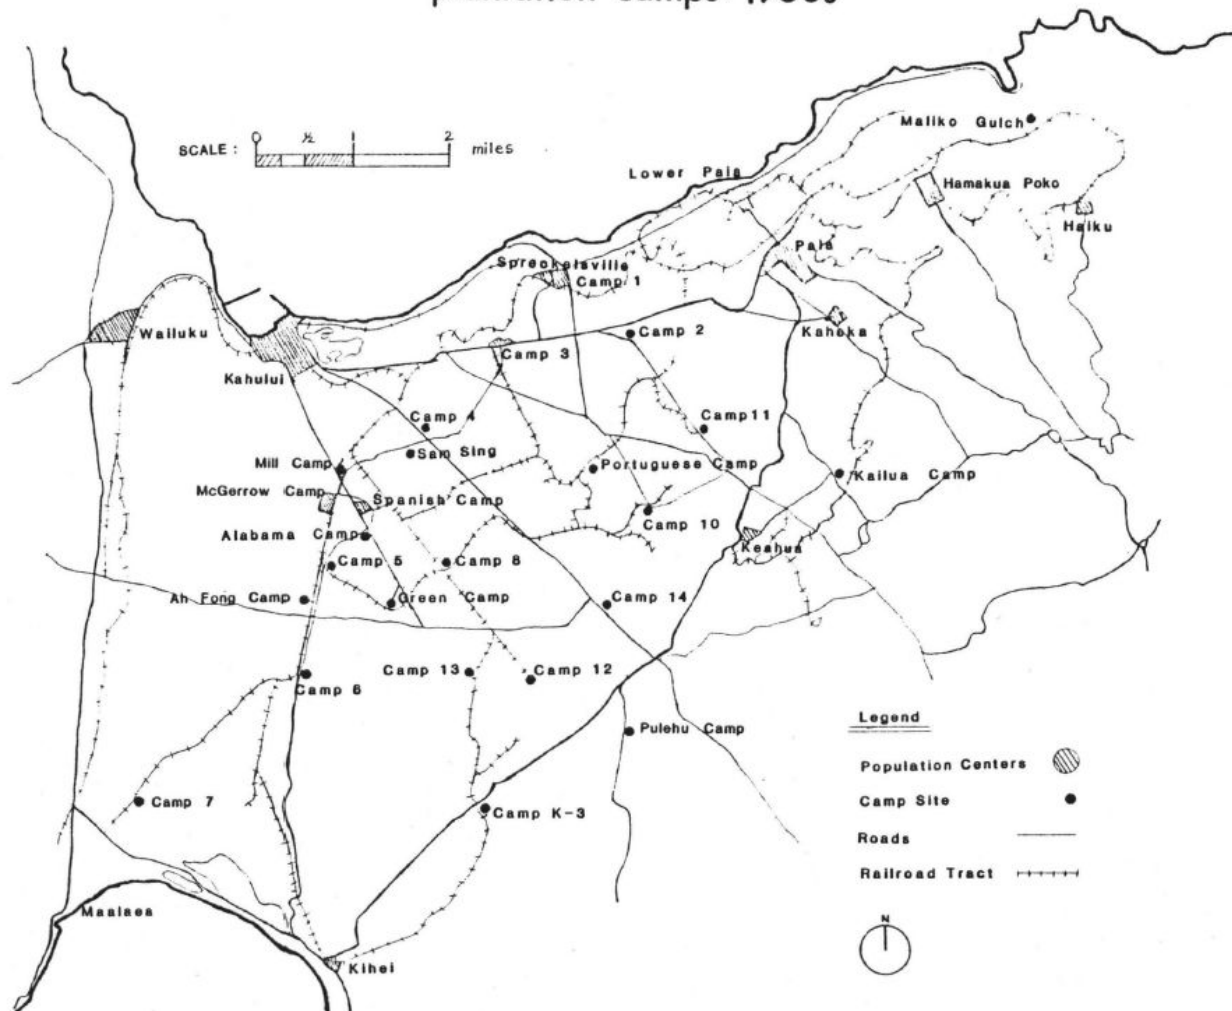 SCALE : 0 ½ 1 2 miles
Maliko Gulch
Lower Paia
Hamakua Poko
Haiku
Paia
Spreckelsville
Camp 1
Wailuku
Camp 2
Kaheka
Camp 3
Kahului
Camp 4
Camp 11
Sam Sing
Mill Camp
Portuguese Camp
Kailua Camp
McGerrow Camp
Spanish Camp
Camp 10
Alabama Camp
Keahua
Camp 5
Camp 8
Ah Fong Camp
Green Camp
Camp 14
Camp 13
Camp 12
Camp 6
Pulehu Camp
Legend
Population Centers
Camp 7
Camp K-3
Camp Site
Roads
Railroad Tract
Maalaea
N
Kihei